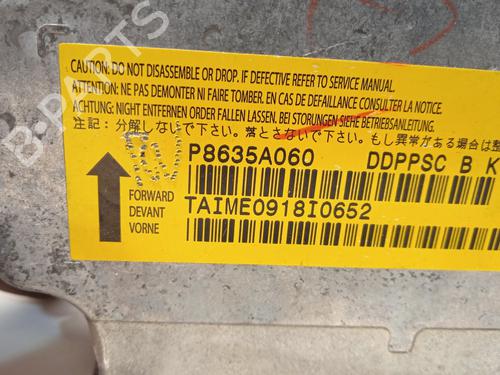 CAUTION: DO NOT DISASSEMBLE OR DROP. IF DEFECTIVE REFER TO SERVICE MANUAL.
ATTENTION: NE PAS DEMONTER NI FAIRE TOMBER. EN CAS DE DEFAILLANCE CONSULTER LA NOTICE.
ACHTUNG: NIGHT ENTFERNEN ODER FALLEN LASSEN. BEI STÖRUNGEN SIEHE BETRIEBSANLEITUNG.
注記: 分解しないで下さい。落とさないで下さい。もし異常がある場合は整
P8635A060 DDPPSC B K
FORWARD
DEVANT
VORNE
TAIME0918I0652
B-PARTS